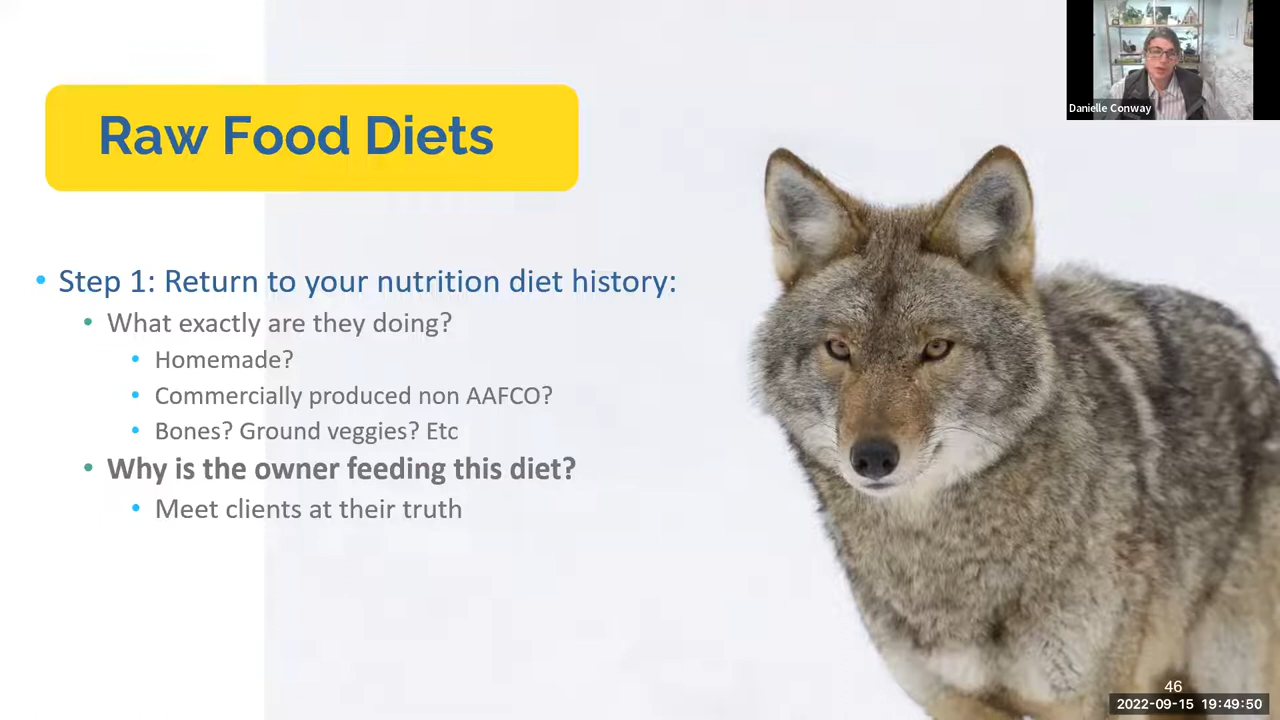 Danielle Conway
Raw Food Diets
Step 1: Return to your nutrition diet history:
What exactly are they doing?
Homemade?
Commercially produced non AAFCO?
Bones? Ground veggies? Etc
Why is the owner feeding this diet?
Meet clients at their truth
46
2022-09-15 19:49:50